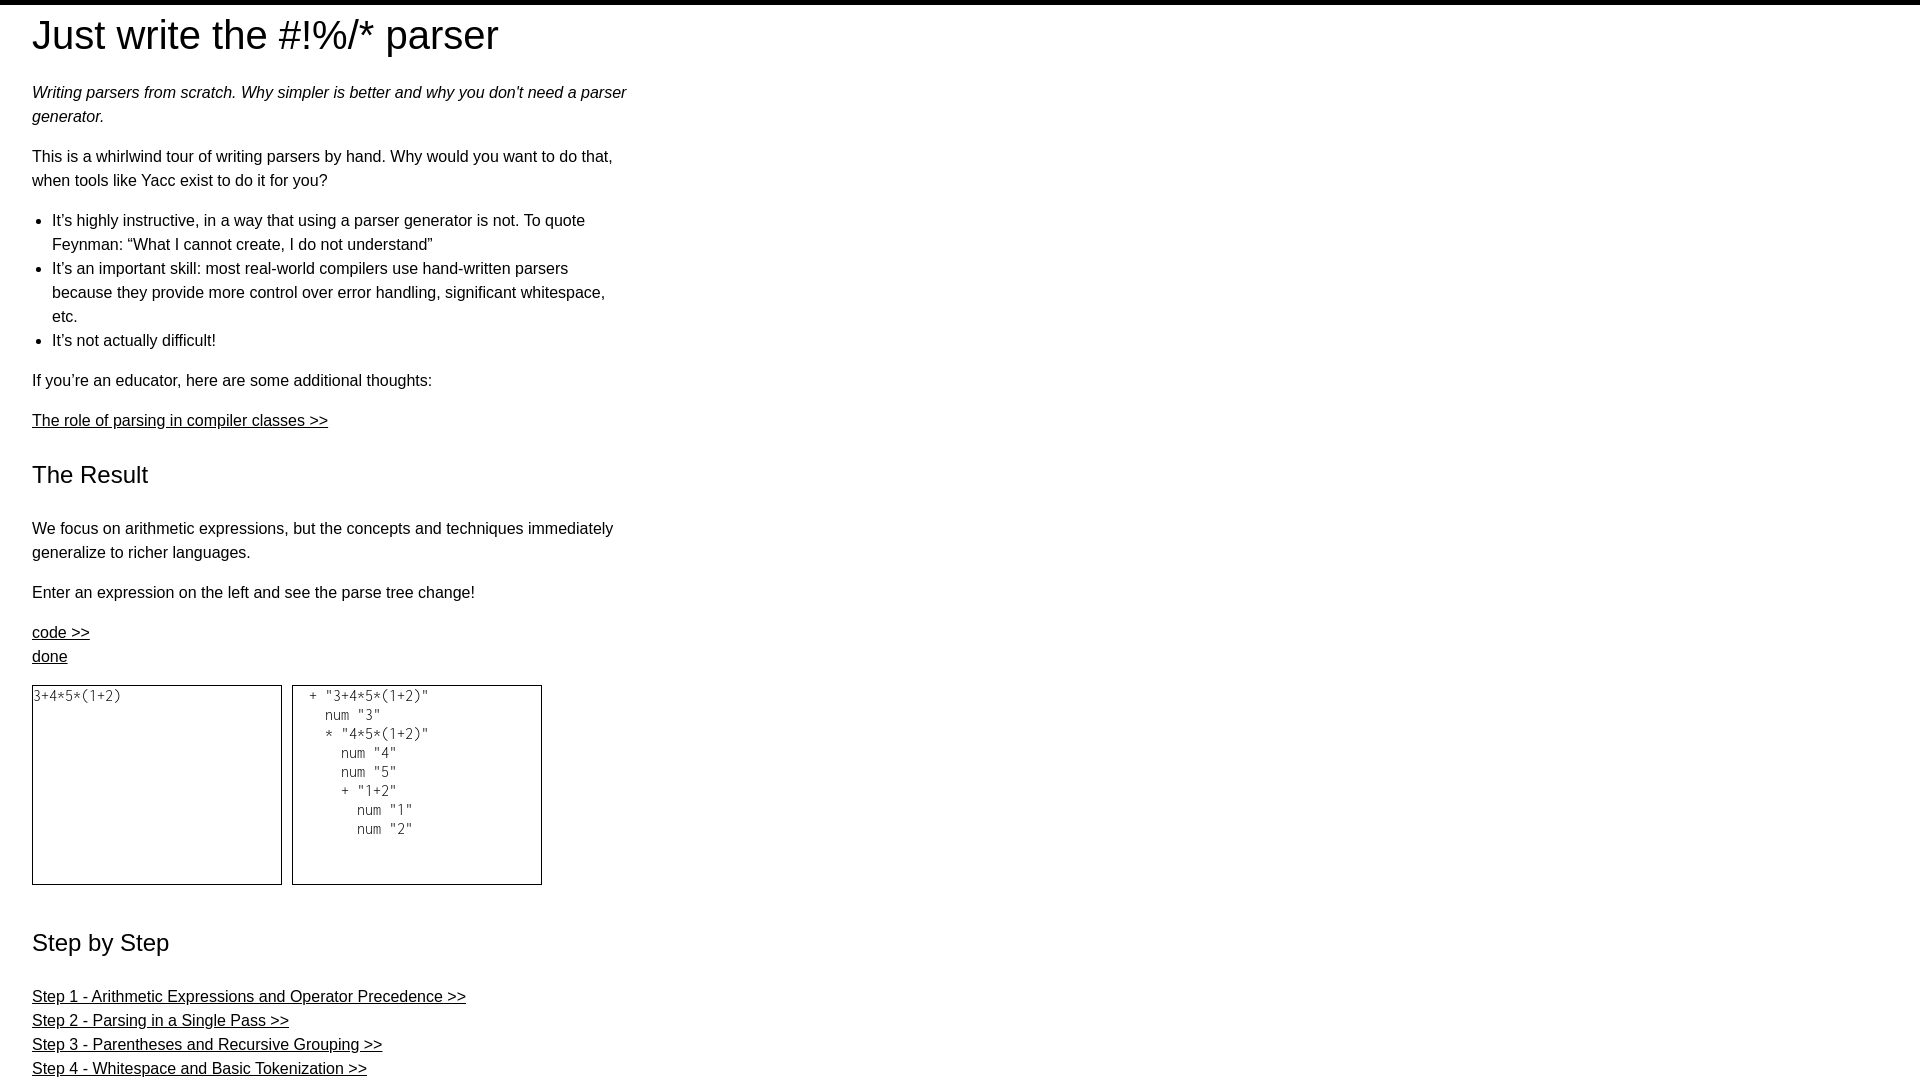 Just write the #!%/* parser
Writing parsers from scratch. Why simpler is better and why you don't need a parser
generator.
This is a whirlwind tour of writing parsers by hand. Why would you want to do that,
when tools like Yacc exist to do it for you?
It’s highly instructive, in a way that using a parser generator is not. To quote
Feynman: “What I cannot create, I do not understand”
It’s an important skill: most real-world compilers use hand-written parsers
because they provide more control over error handling, significant whitespace,
etc.
It’s not actually difficult!
If you’re an educator, here are some additional thoughts:
The role of parsing in compiler classes >>
The Result
We focus on arithmetic expressions, but the concepts and techniques immediately
generalize to richer languages.
Enter an expression on the left and see the parse tree change!
code >>
done
3+4*5*(1+2)
+ "3+4*5*(1+2)"
num "3"
* "4*5*(1+2)"
num "4"
num "5"
+ "1+2"
num "1"
num "2"
Step by Step
Step 1 - Arithmetic Expressions and Operator Precedence >>
Step 2 - Parsing in a Single Pass >>
Step 3 - Parentheses and Recursive Grouping >>
Step 4 - Whitespace and Basic Tokenization >>